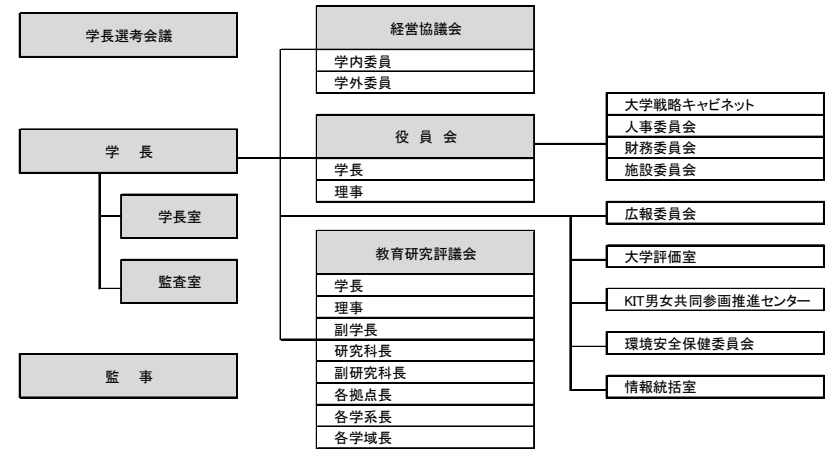 学長選考会議
学　長
学長室
監査室
監　事
経営協議会
学内委員
学外委員
役 員 会
学長
理事
教育研究評議会
学長
理事
副学長
研究科長
副研究科長
各拠点長
各学系長
各学域長
大学戦略キャビネット
人事委員会
財務委員会
施設委員会
広報委員会
大学評価室
KIT男女共同参画推進センター
環境安全保健委員会
情報統括室